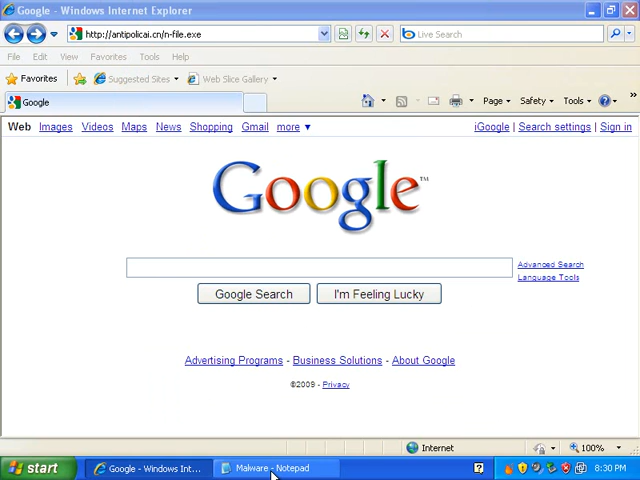 Google - Windows Internet Explorer
http://antipolicai.cn/n-file.exe
Live Search
File Edit View Favorites Tools Help
Favorites Suggested Sites Web Slice Gallery
Google
Page Safety Tools
Web Images Videos Maps News Shopping Gmail more iGoogle | Search settings | Sign in
Google™
Advanced Search
Language Tools
Google Search I'm Feeling Lucky
Advertising Programs - Business Solutions - About Google
©2009 - Privacy
Internet 100%
start Google - Windows Int... Malware - Notepad 8:30 PM